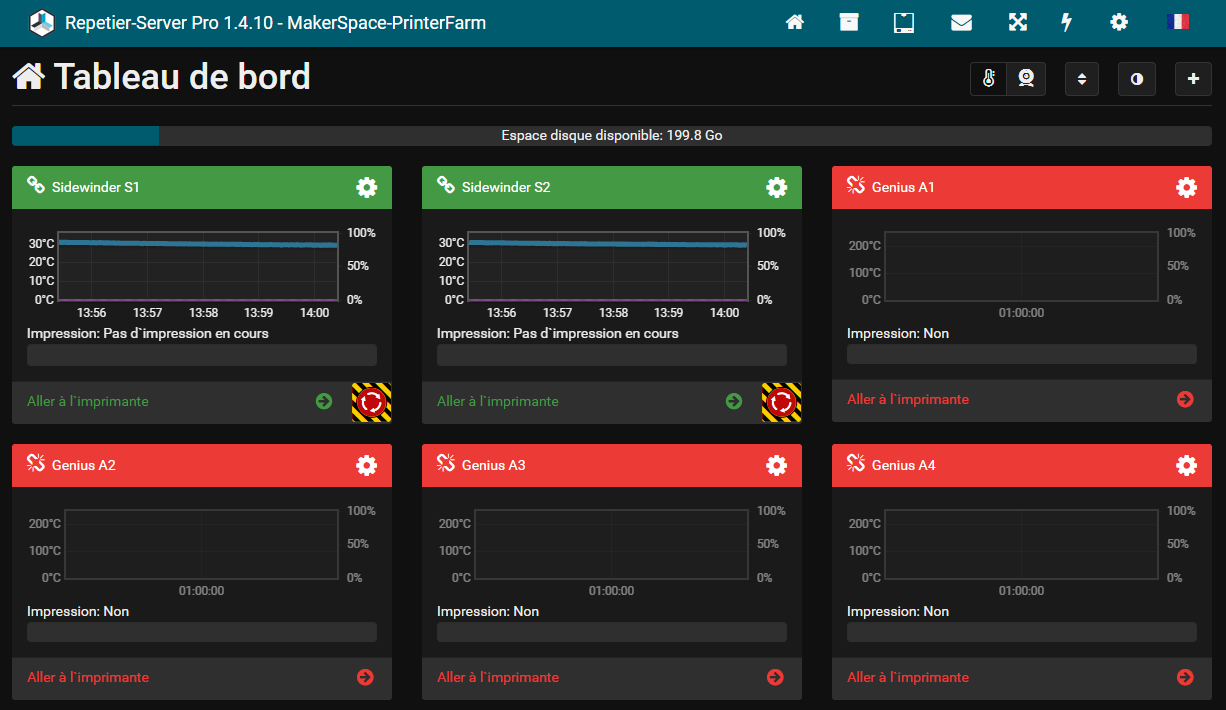 Repetier-Server Pro 1.4.10 - MakerSpace-PrinterFarm
Tableau de bord
Espace disque disponible: 199.8 Go
Sidewinder S1
30°C
20°C
10°C
0°C
100%
50%
0%
13:56 13:57 13:58 13:59 14:00
Impression: Pas d`impression en cours
Aller à l`imprimante
Sidewinder S2
30°C
20°C
10°C
0°C
100%
50%
0%
13:56 13:57 13:58 13:59 14:00
Impression: Pas d`impression en cours
Aller à l`imprimante
Genius A1
200°C
100°C
0°C
100%
50%
0%
01:00:00
Impression: Non
Aller à l`imprimante
Genius A2
200°C
100°C
0°C
100%
50%
0%
01:00:00
Impression: Non
Aller à l`imprimante
Genius A3
200°C
100°C
0°C
100%
50%
0%
01:00:00
Impression: Non
Aller à l`imprimante
Genius A4
200°C
100°C
0°C
100%
50%
0%
01:00:00
Impression: Non
Aller à l`imprimante